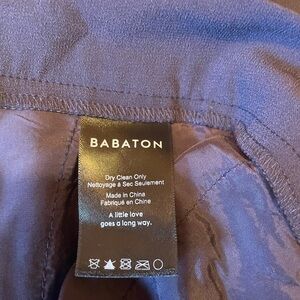 BABATON
Dry Clean Only
Nettoyage a Sec Seulement
Made in China
Fabriqué en Chine
A little love
goes a long way.